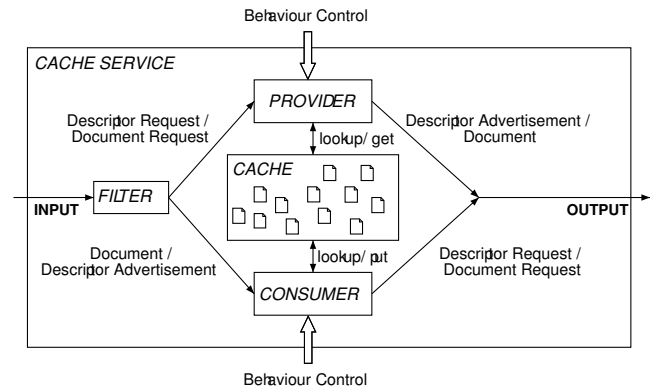 Behaviour Control
CACHE SERVICE
PROVIDER
Descriptor Request /
Document Request
Descriptor Advertisement /
Document
lookup/ get
CACHE
FILTER
INPUT
OUTPUT
Document /
Descriptor Advertisement
lookup/ put
Descriptor Request /
Document Request
CONSUMER
Behaviour Control